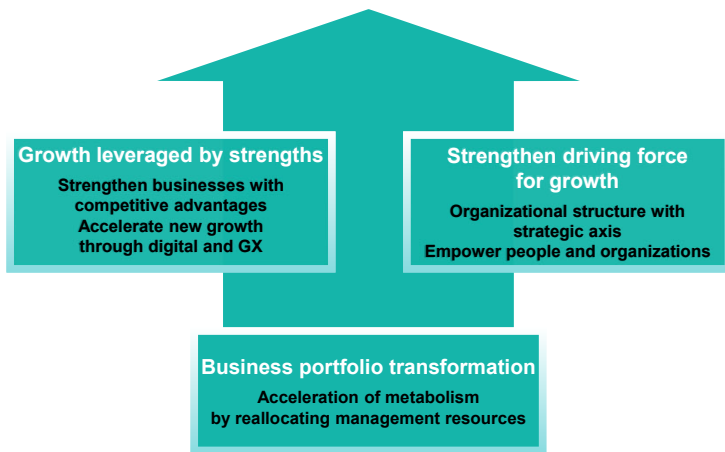 Growth leveraged by strengths
Strengthen businesses with
competitive advantages
Accelerate new growth
through digital and GX
Strengthen driving force
for growth
Organizational structure with
strategic axis
Empower people and organizations
Business portfolio transformation
Acceleration of metabolism
by reallocating management resources